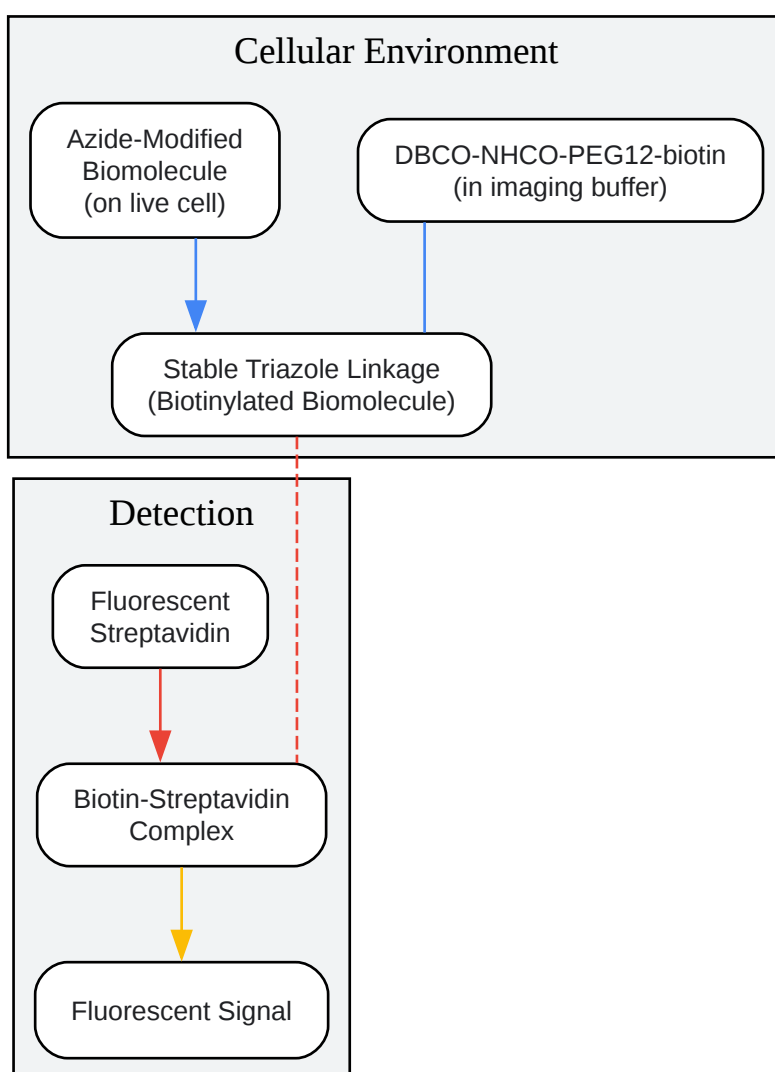 Cellular Environment
Azide-Modified
Biomolecule
(on live cell)
DBCO-NHCO-PEG12-biotin
(in imaging buffer)
Stable Triazole Linkage
(Biotinylated Biomolecule)
Detection
Fluorescent
Streptavidin
Biotin-Streptavidin
Complex
Fluorescent Signal